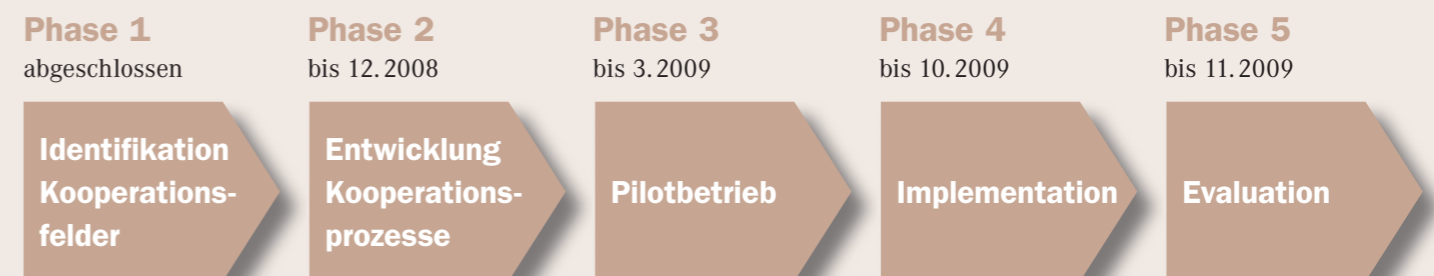 Phase 1
abgeschlossen
Identifikation
Kooperations-
felder
Phase 2
bis 12.2008
Entwicklung
Kooperations-
prozesse
Phase 3
bis 3.2009
Pilotbetrieb
Phase 4
bis 10.2009
Implementation
Phase 5
bis 11.2009
Evaluation